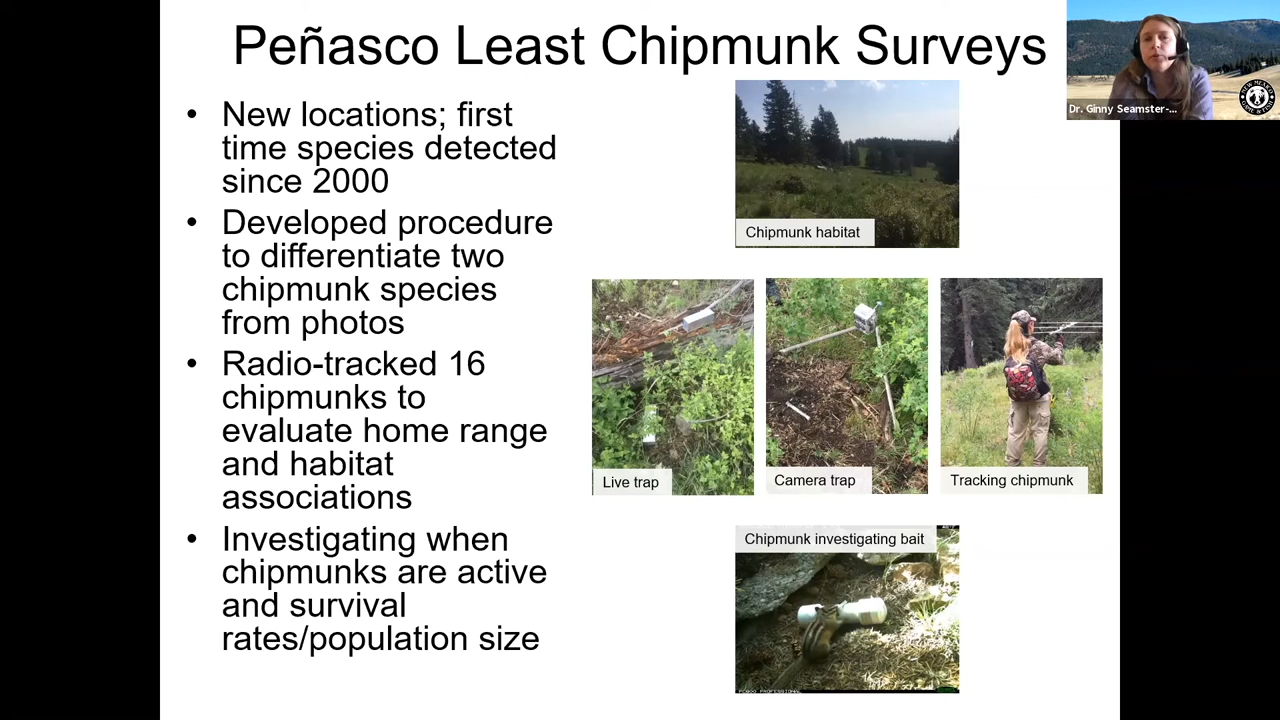 Peñasco Least Chipmunk Surveys
• New locations; first
time species detected
since 2000
• Developed procedure
to differentiate two
chipmunk species
from photos
• Radio-tracked 16
chipmunks to
evaluate home range
and habitat
associations
• Investigating when
chipmunks are active
and survival
rates/population size
Chipmunk habitat
Live trap
Camera trap
Tracking chipmunk
Chipmunk investigating bait
Dr. Ginny Seamster-...